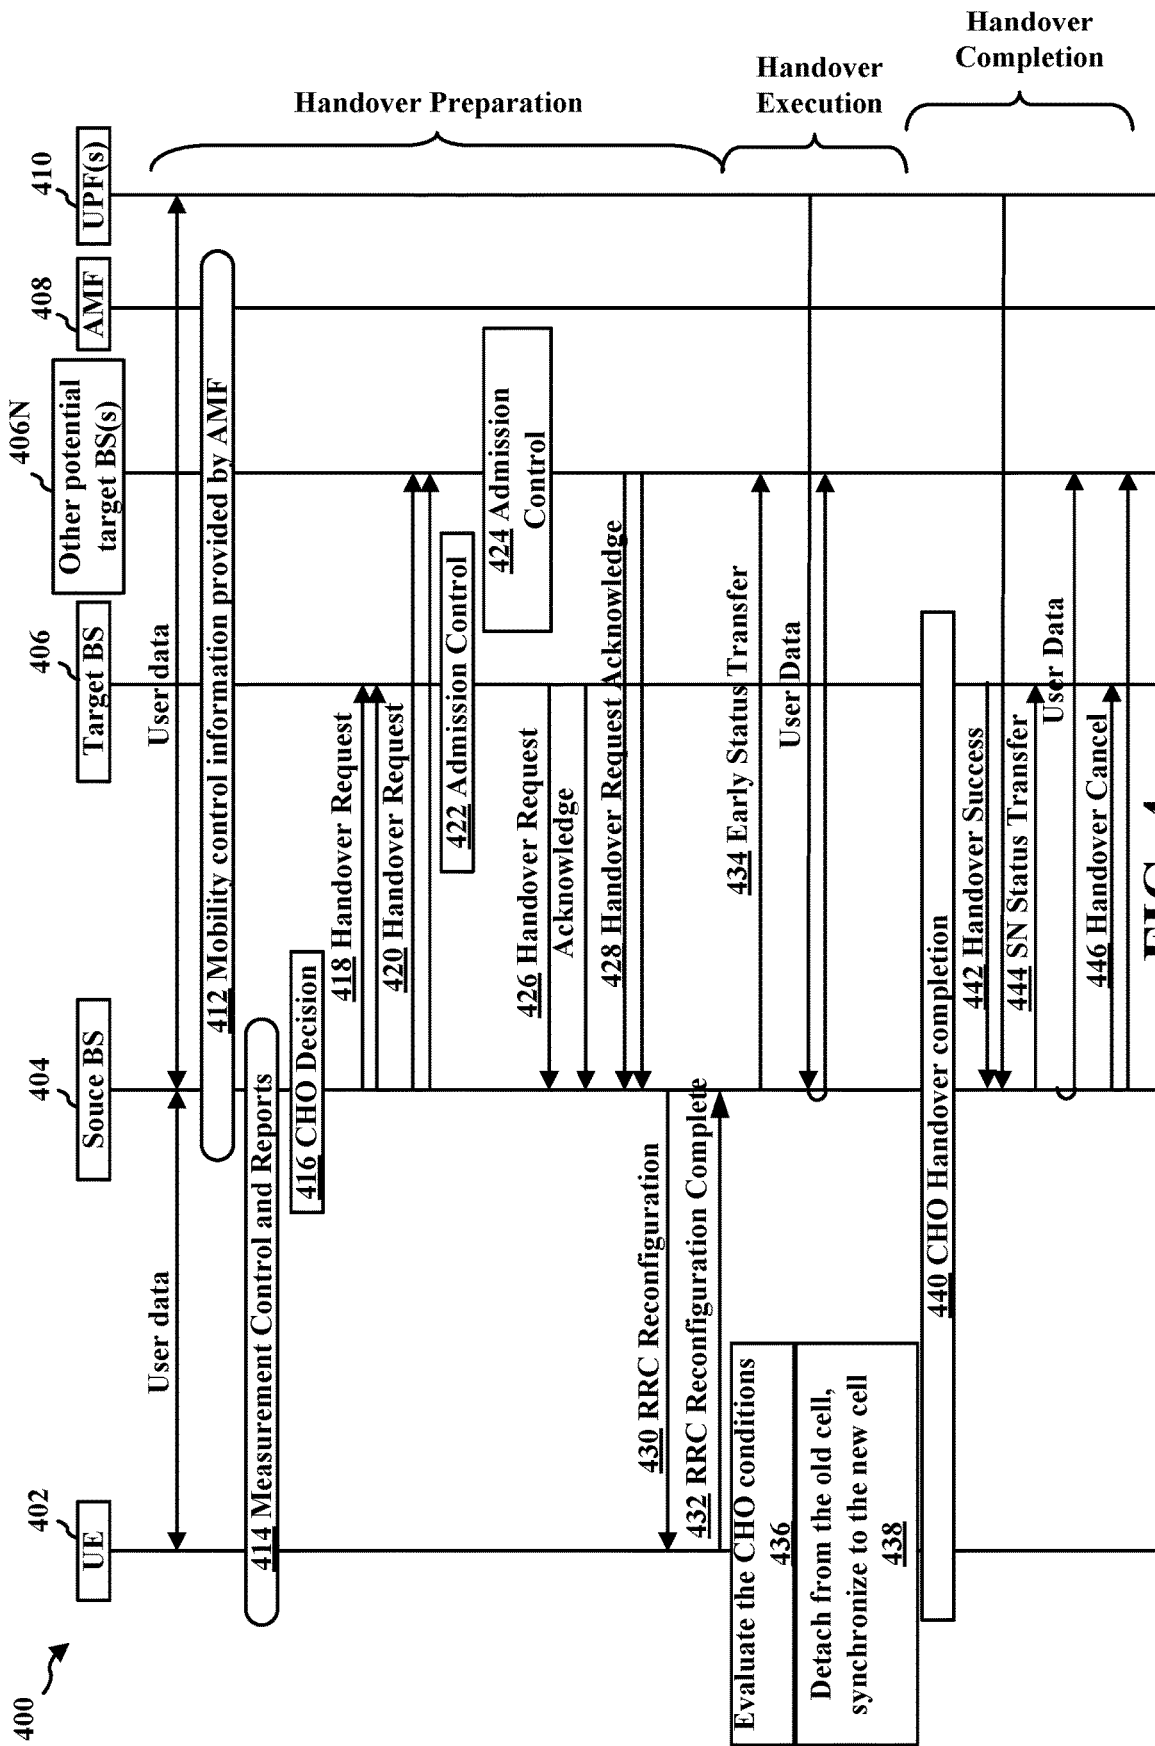 400
402
404
406
406N
408
410
UE
Souce BS
Target BS
Other potential
target BS(s)
AMF
UPF(s)
User data
User data
412 Mobility control information provided by AMF
414 Measurement Control and Reports
416 CHO Decision
418 Handover Request
420 Handover Request
422 Admission Control
424 Admission
Control
426 Handover Request
Acknowledge
428 Handover Request Acknowledge
430 RRC Reconfiguration
432 RRC Reconfiguration Complete
Handover Preparation
434 Early Status Transfer
Evaluate the CHO conditions
436
User Data
Detach from the old cell,
synchronize to the new cell
438
Handover
Execution
440 CHO Handover completion
442 Handover Success
444 SN Status Transfer
User Data
446 Handover Cancel
Handover
Completion